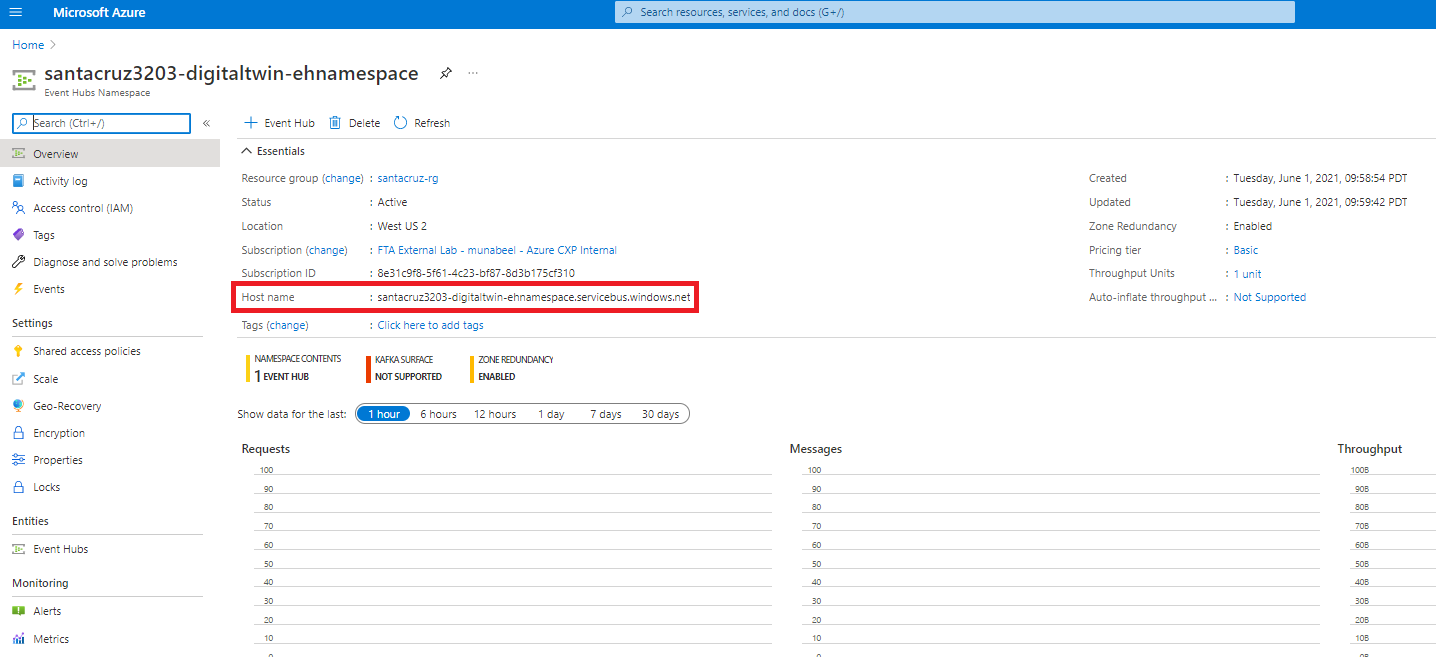 Microsoft Azure
Search resources, services, and docs (G+/)
Home
santacruz3203-digitaltwin-ehnamespace
...
Event Hubs Namespace
Search (Ctrl+/)
«
Overview
Activity log
Access control (IAM)
Tags
Diagnose and solve problems
Events
Settings
Shared access policies
Scale
Geo-Recovery
Encryption
Properties
Locks
Entities
Event Hubs
Monitoring
Alerts
Metrics
Event Hub Delete Refresh
Essentials
Resource group (change) : santacruz-rg
Status : Active
Location : West US 2
Subscription (change) : FTA External Lab - munabeel - Azure CXP Internal
Subscription ID : 8e31c9f8-5f61-4c23-bf87-8d3b175cf310
Host name : santacruz3203-digitaltwin-ehnamespace.servicebus.windows.net
Tags (change) : Click here to add tags
Created : Tuesday, June 1, 2021, 09:58:54 PDT
Updated : Tuesday, June 1, 2021, 09:59:42 PDT
Zone Redundancy : Enabled
Pricing tier : Basic
Throughput Units : 1 unit
Auto-inflate throughput ... : Not Supported
NAMESPACE CONTENTS
1 EVENT HUB
KAFKA SURFACE
NOT SUPPORTED
ZONE REDUNDANCY
ENABLED
Show data for the last: 1 hour 6 hours 12 hours 1 day 7 days 30 days
Requests
100
90
80
70
60
50
40
30
20
10
0
Messages
100
90
80
70
60
50
40
30
20
10
0
Throughput
100B
90B
80B
70B
60B
50B
40B
30B
20B
10B
0B